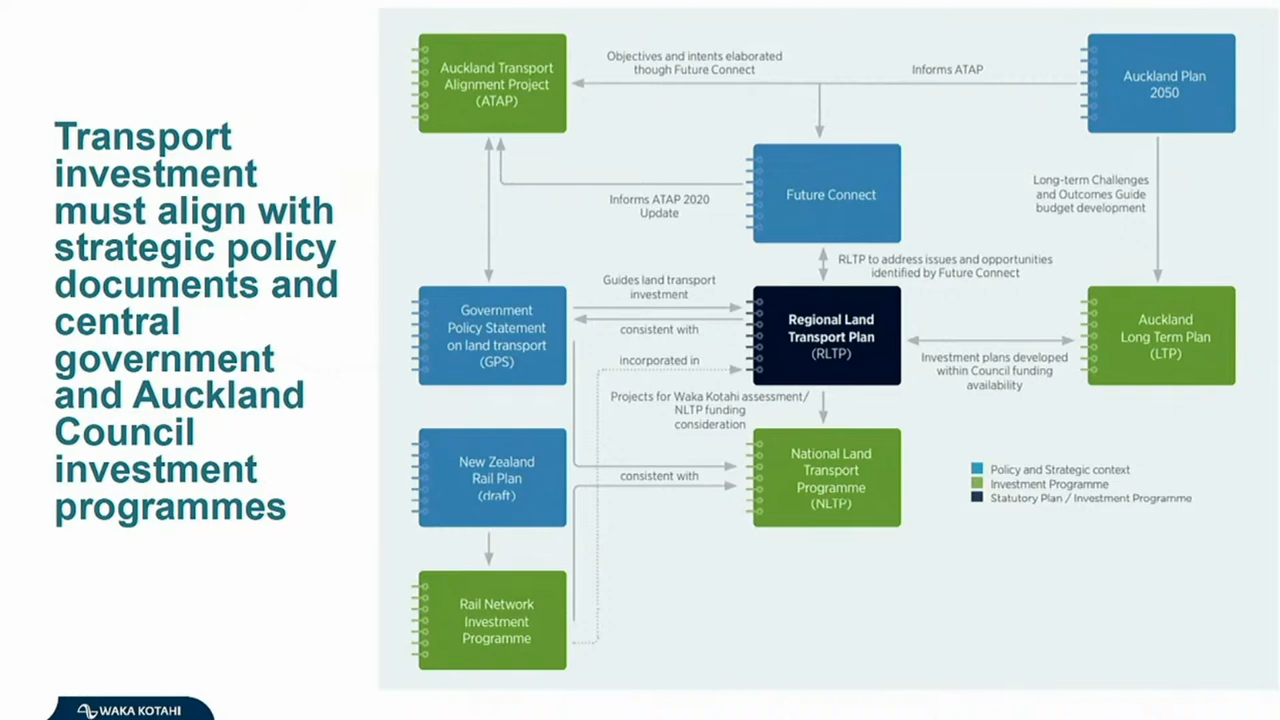 Transport
investment
must align with
strategic policy
documents and
central
government
and Auckland
Council
investment
programmes
Auckland Transport
Alignment Project
(ATAP)
Objectives and intents elaborated
though Future Connect
Informs ATAP
Auckland Plan
2050
Future Connect
Informs ATAP 2020
Update
Long-term Challenges
and Outcomes Guide
budget development
RLTP to address issues and opportunities
identified by Future Connect
Government
Policy Statement
on land transport
(GPS)
Guides land transport
investment
consistent with
incorporated in
Regional Land
Transport Plan
(RLTP)
Auckland
Long Term Plan
(LTP)
Investment plans developed
within Council funding
availability
Projects for Waka Kotahi assessment/
NLTP funding
consideration
New Zealand
Rail Plan
(draft)
consistent with
National Land
Transport
Programme
(NLTP)
Policy and Strategic context
Investment Programme
Statutory Plan / Investment Programme
Rail Network
Investment
Programme
WAKA KOTAHI